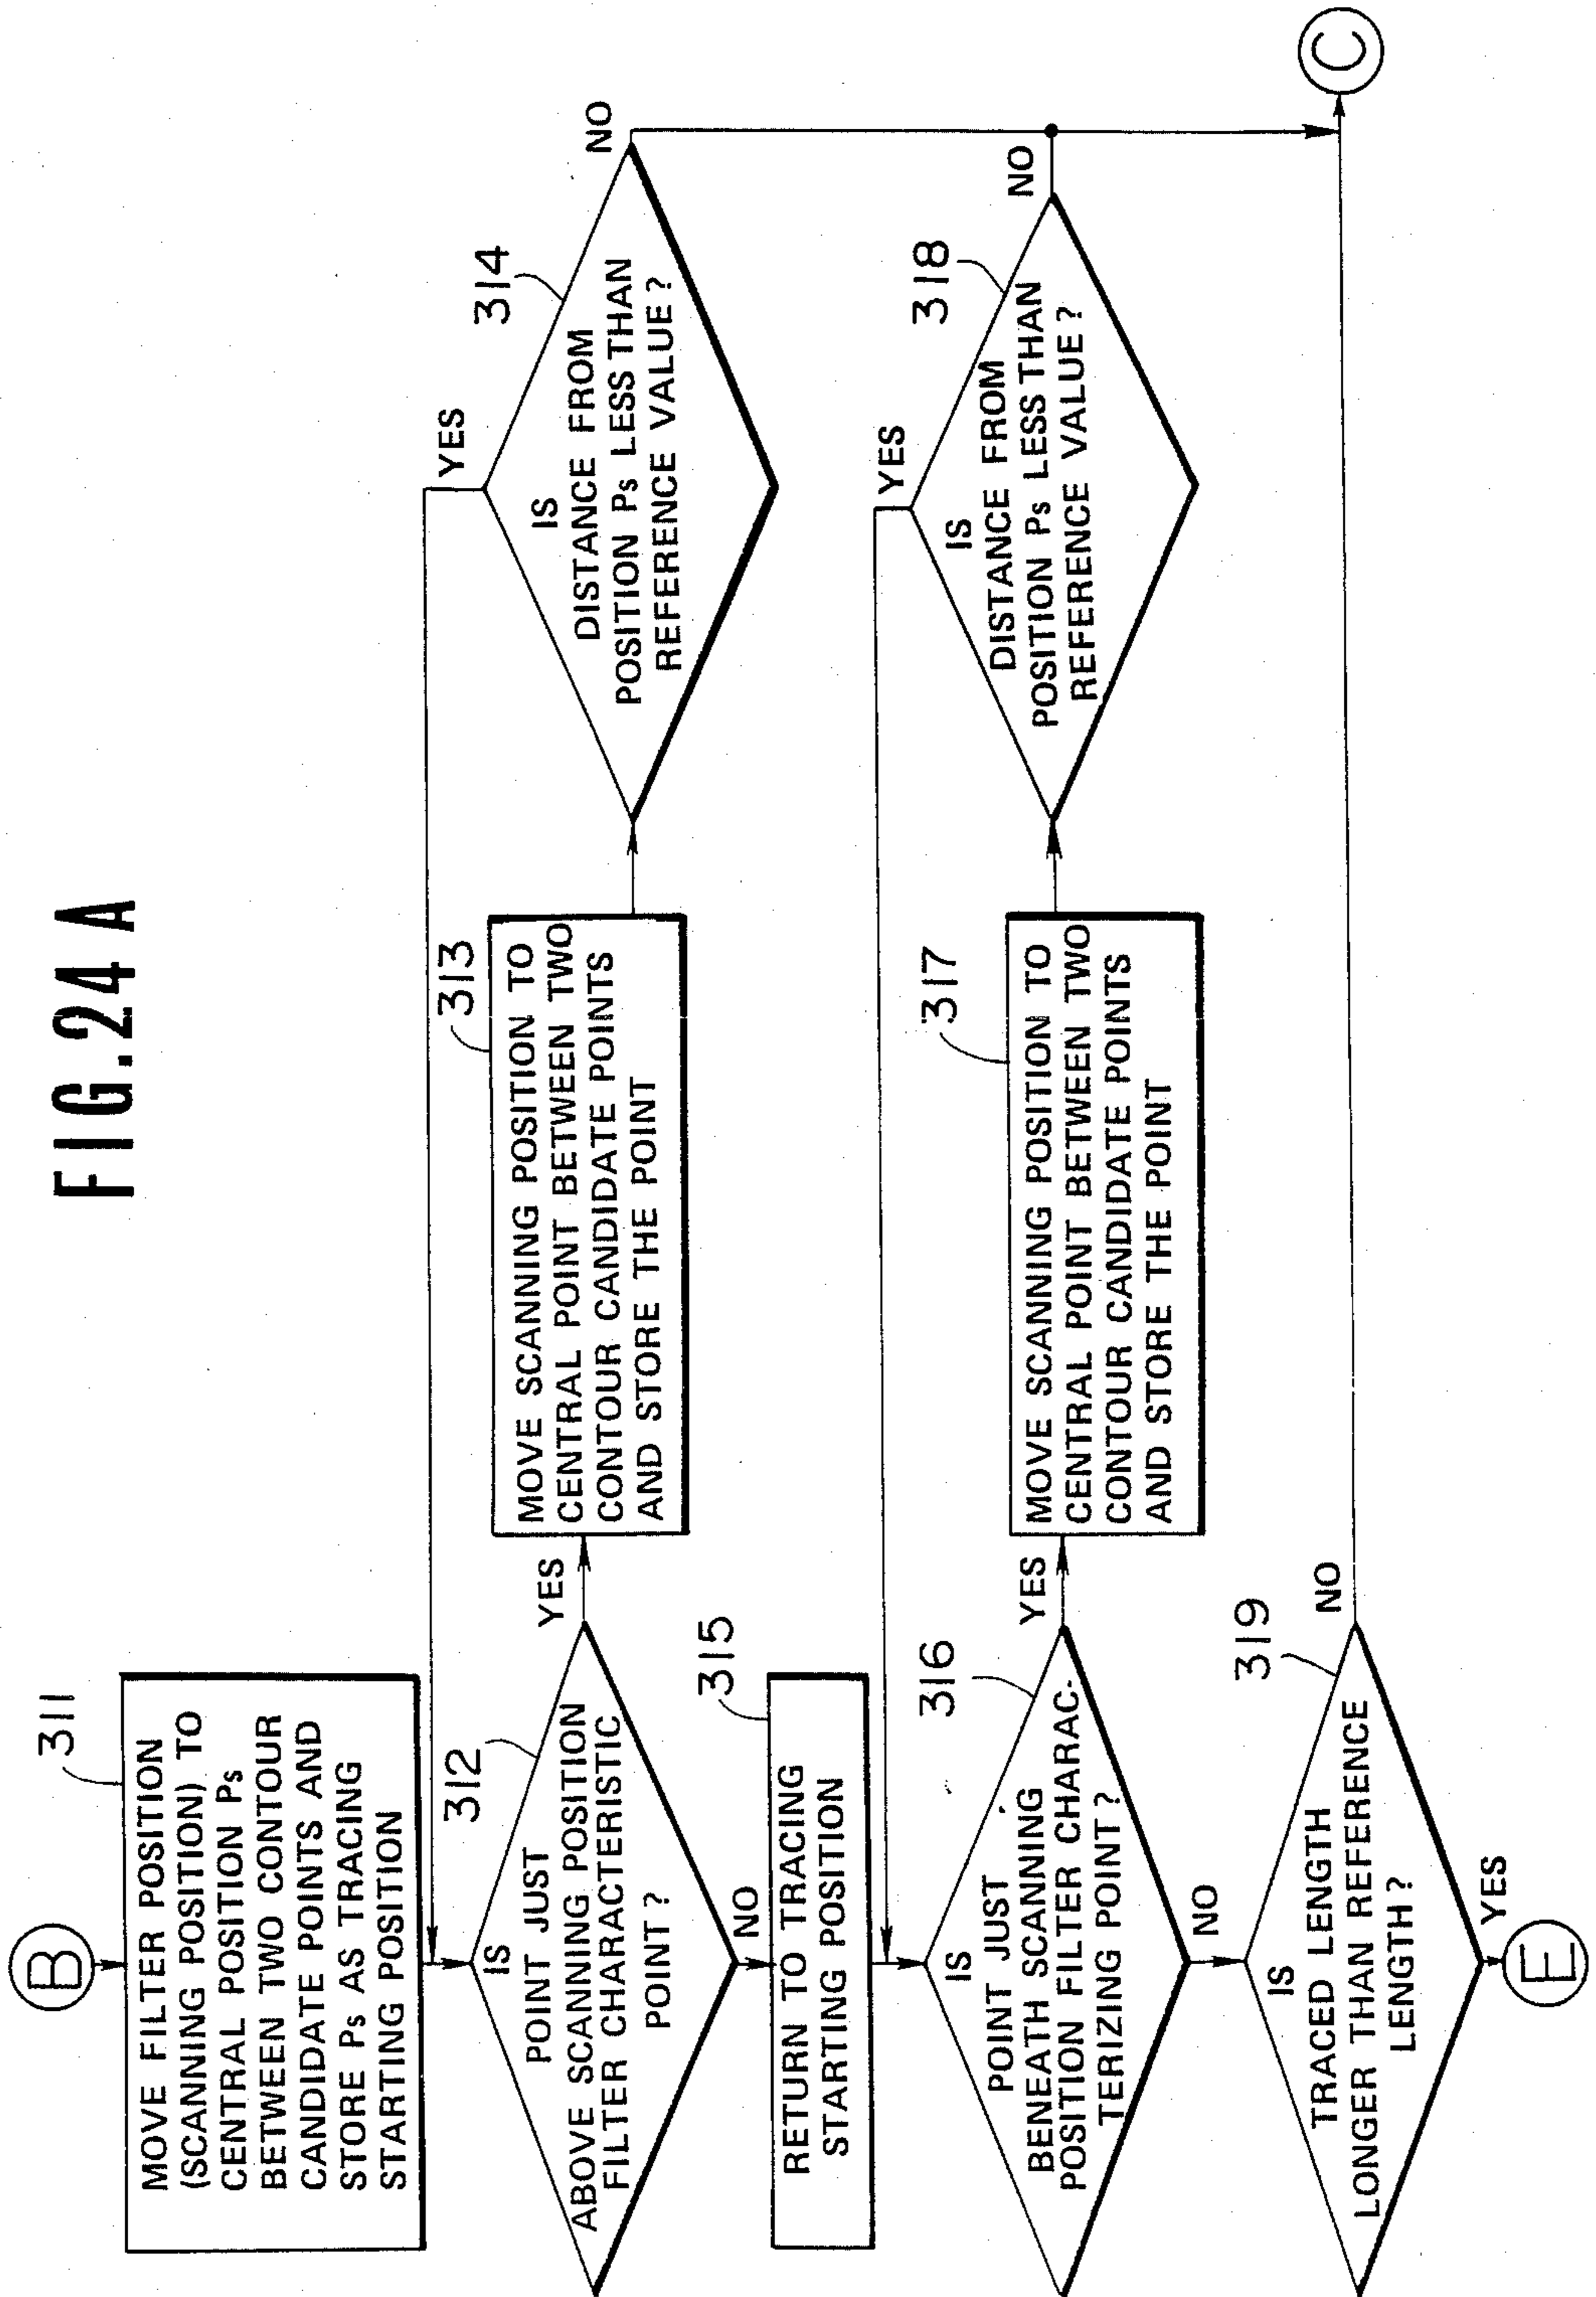 FIG.24 A
B
311
MOVE FILTER POSITION
(SCANNING POSITION) TO
CENTRAL POSITION Ps
BETWEEN TWO CONTOUR
CANDIDATE POINTS AND
STORE Ps AS TRACING
STARTING POSITION
312
IS
POINT JUST
ABOVE SCANNING POSITION
FILTER CHARACTERISTIC
POINT?
YES
NO
313
MOVE SCANNING POSITION TO
CENTRAL POINT BETWEEN TWO
CONTOUR CANDIDATE POINTS
AND STORE THE POINT
314
IS
DISTANCE FROM
POSITION Ps LESS THAN
REFERENCE VALUE?
YES
NO
315
RETURN TO TRACING
STARTING POSITION
316
IS
POINT JUST
BENEATH SCANNING
POSITION FILTER CHARAC-
TERIZING POINT?
YES
NO
317
MOVE SCANNING POSITION TO
CENTRAL POINT BETWEEN TWO
CONTOUR CANDIDATE POINTS
AND STORE THE POINT
318
IS
DISTANCE FROM
POSITION Ps LESS THAN
REFERENCE VALUE?
YES
NO
319
IS
TRACED LENGTH
LONGER THAN REFERENCE
LENGTH?
NO
YES
C
E